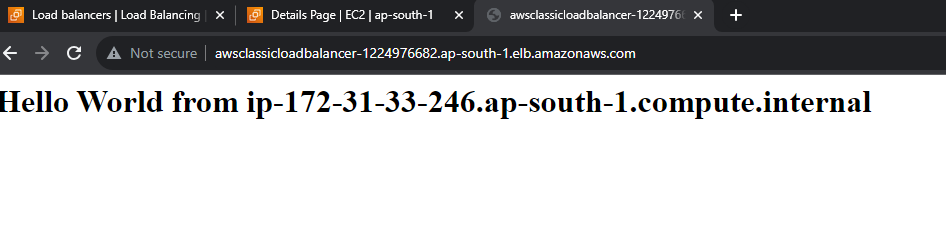 Load balancers | Load Balancing
Details Page | EC2 | ap-south-1
awsclassicloadbalancer-12249766
Not secure
awsclassicloadbalancer-1224976682.ap-south-1.elb.amazonaws.com
Hello World from ip-172-31-33-246.ap-south-1.compute.internal